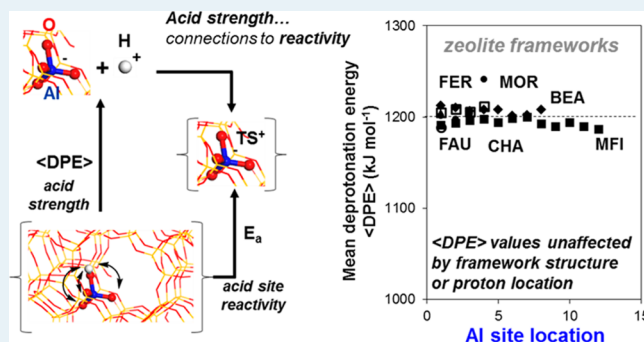 Acid strength…
connections to reactivity
O
H
+
-
+
Al
TS+
-
<DPE>
acid
strength
Ea
acid site
reactivity
Mean deprotonation energy
<DPE> (kJ mol-1)
1300
1200
1100
1000
zeolite frameworks
FER
MOR
BEA
FAU
CHA
MFI
<DPE> values unaffected
by framework structure
or proton location
0
5
10
15
Al site location